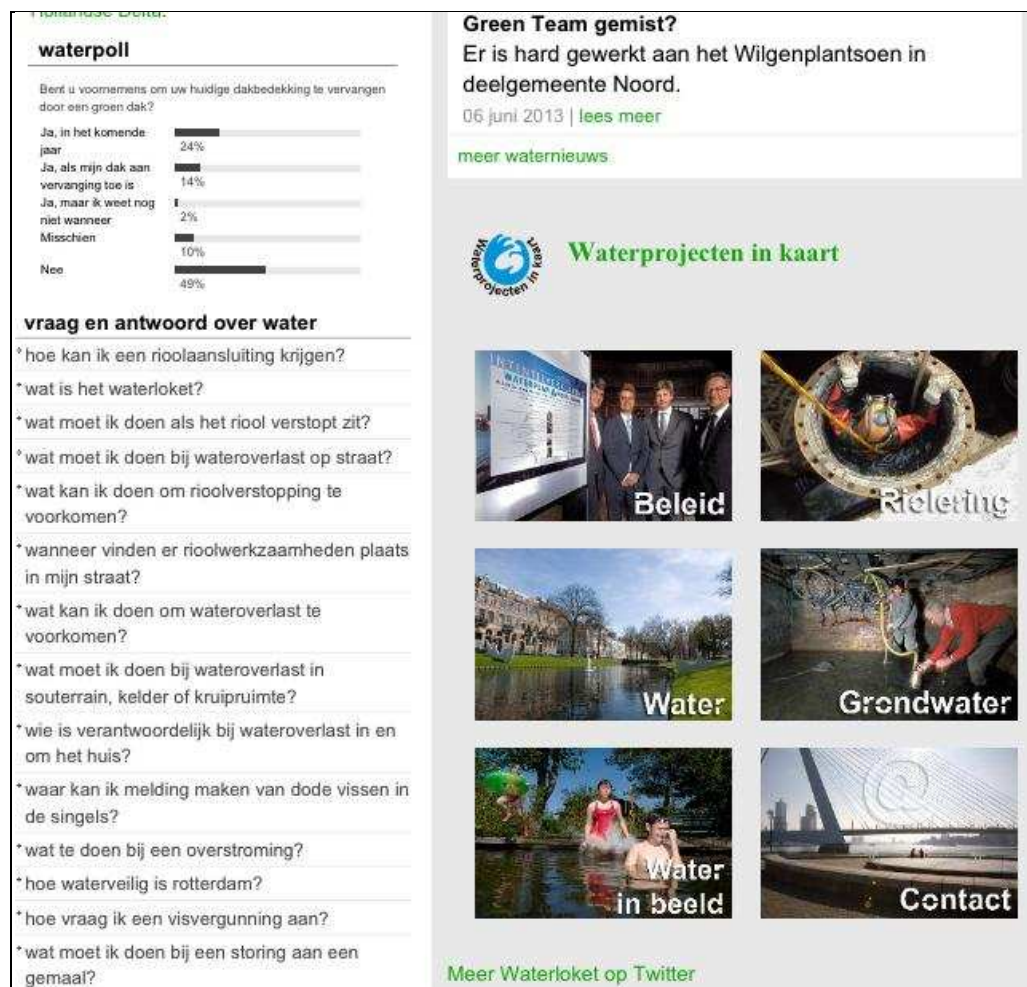 Hollandse Delta.
waterpoll
Bent u voornemens om uw huidige dakbedekking te vervangen
door een groen dak?
Ja, in het komende
jaar
24%
Ja, als mijn dak aan
vervanging toe is
14%
Ja, maar ik weet nog
niet wanneer
2%
Misschien
10%
Nee
49%
vraag en antwoord over water
hoe kan ik een rioolaansluiting krijgen?
wat is het waterloket?
wat moet ik doen als het riool verstopt zit?
wat moet ik doen bij wateroverlast op straat?
wat kan ik doen om rioolverstopping te
voorkomen?
wanneer vinden er rioolwerkzaamheden plaats
in mijn straat?
wat kan ik doen om wateroverlast te
voorkomen?
wat moet ik doen bij wateroverlast in
souterrain, kelder of kruipruimte?
wie is verantwoordelijk bij wateroverlast in en
om het huis?
waar kan ik melding maken van dode vissen in
de singels?
wat te doen bij een overstroming?
hoe waterveilig is rotterdam?
hoe vraag ik een visvergunning aan?
wat moet ik doen bij een storing aan een
gemaal?
Green Team gemist?
Er is hard gewerkt aan het Wilgenplantsoen in
deelgemeente Noord.
06 juni 2013 | lees meer
meer waternieuws
Waterprojecten in kaart
Waterprojecten in kaart
Beleid
Riolering
Water
Grondwater
Water
in beeld
@
Contact
Meer Waterloket op Twitter